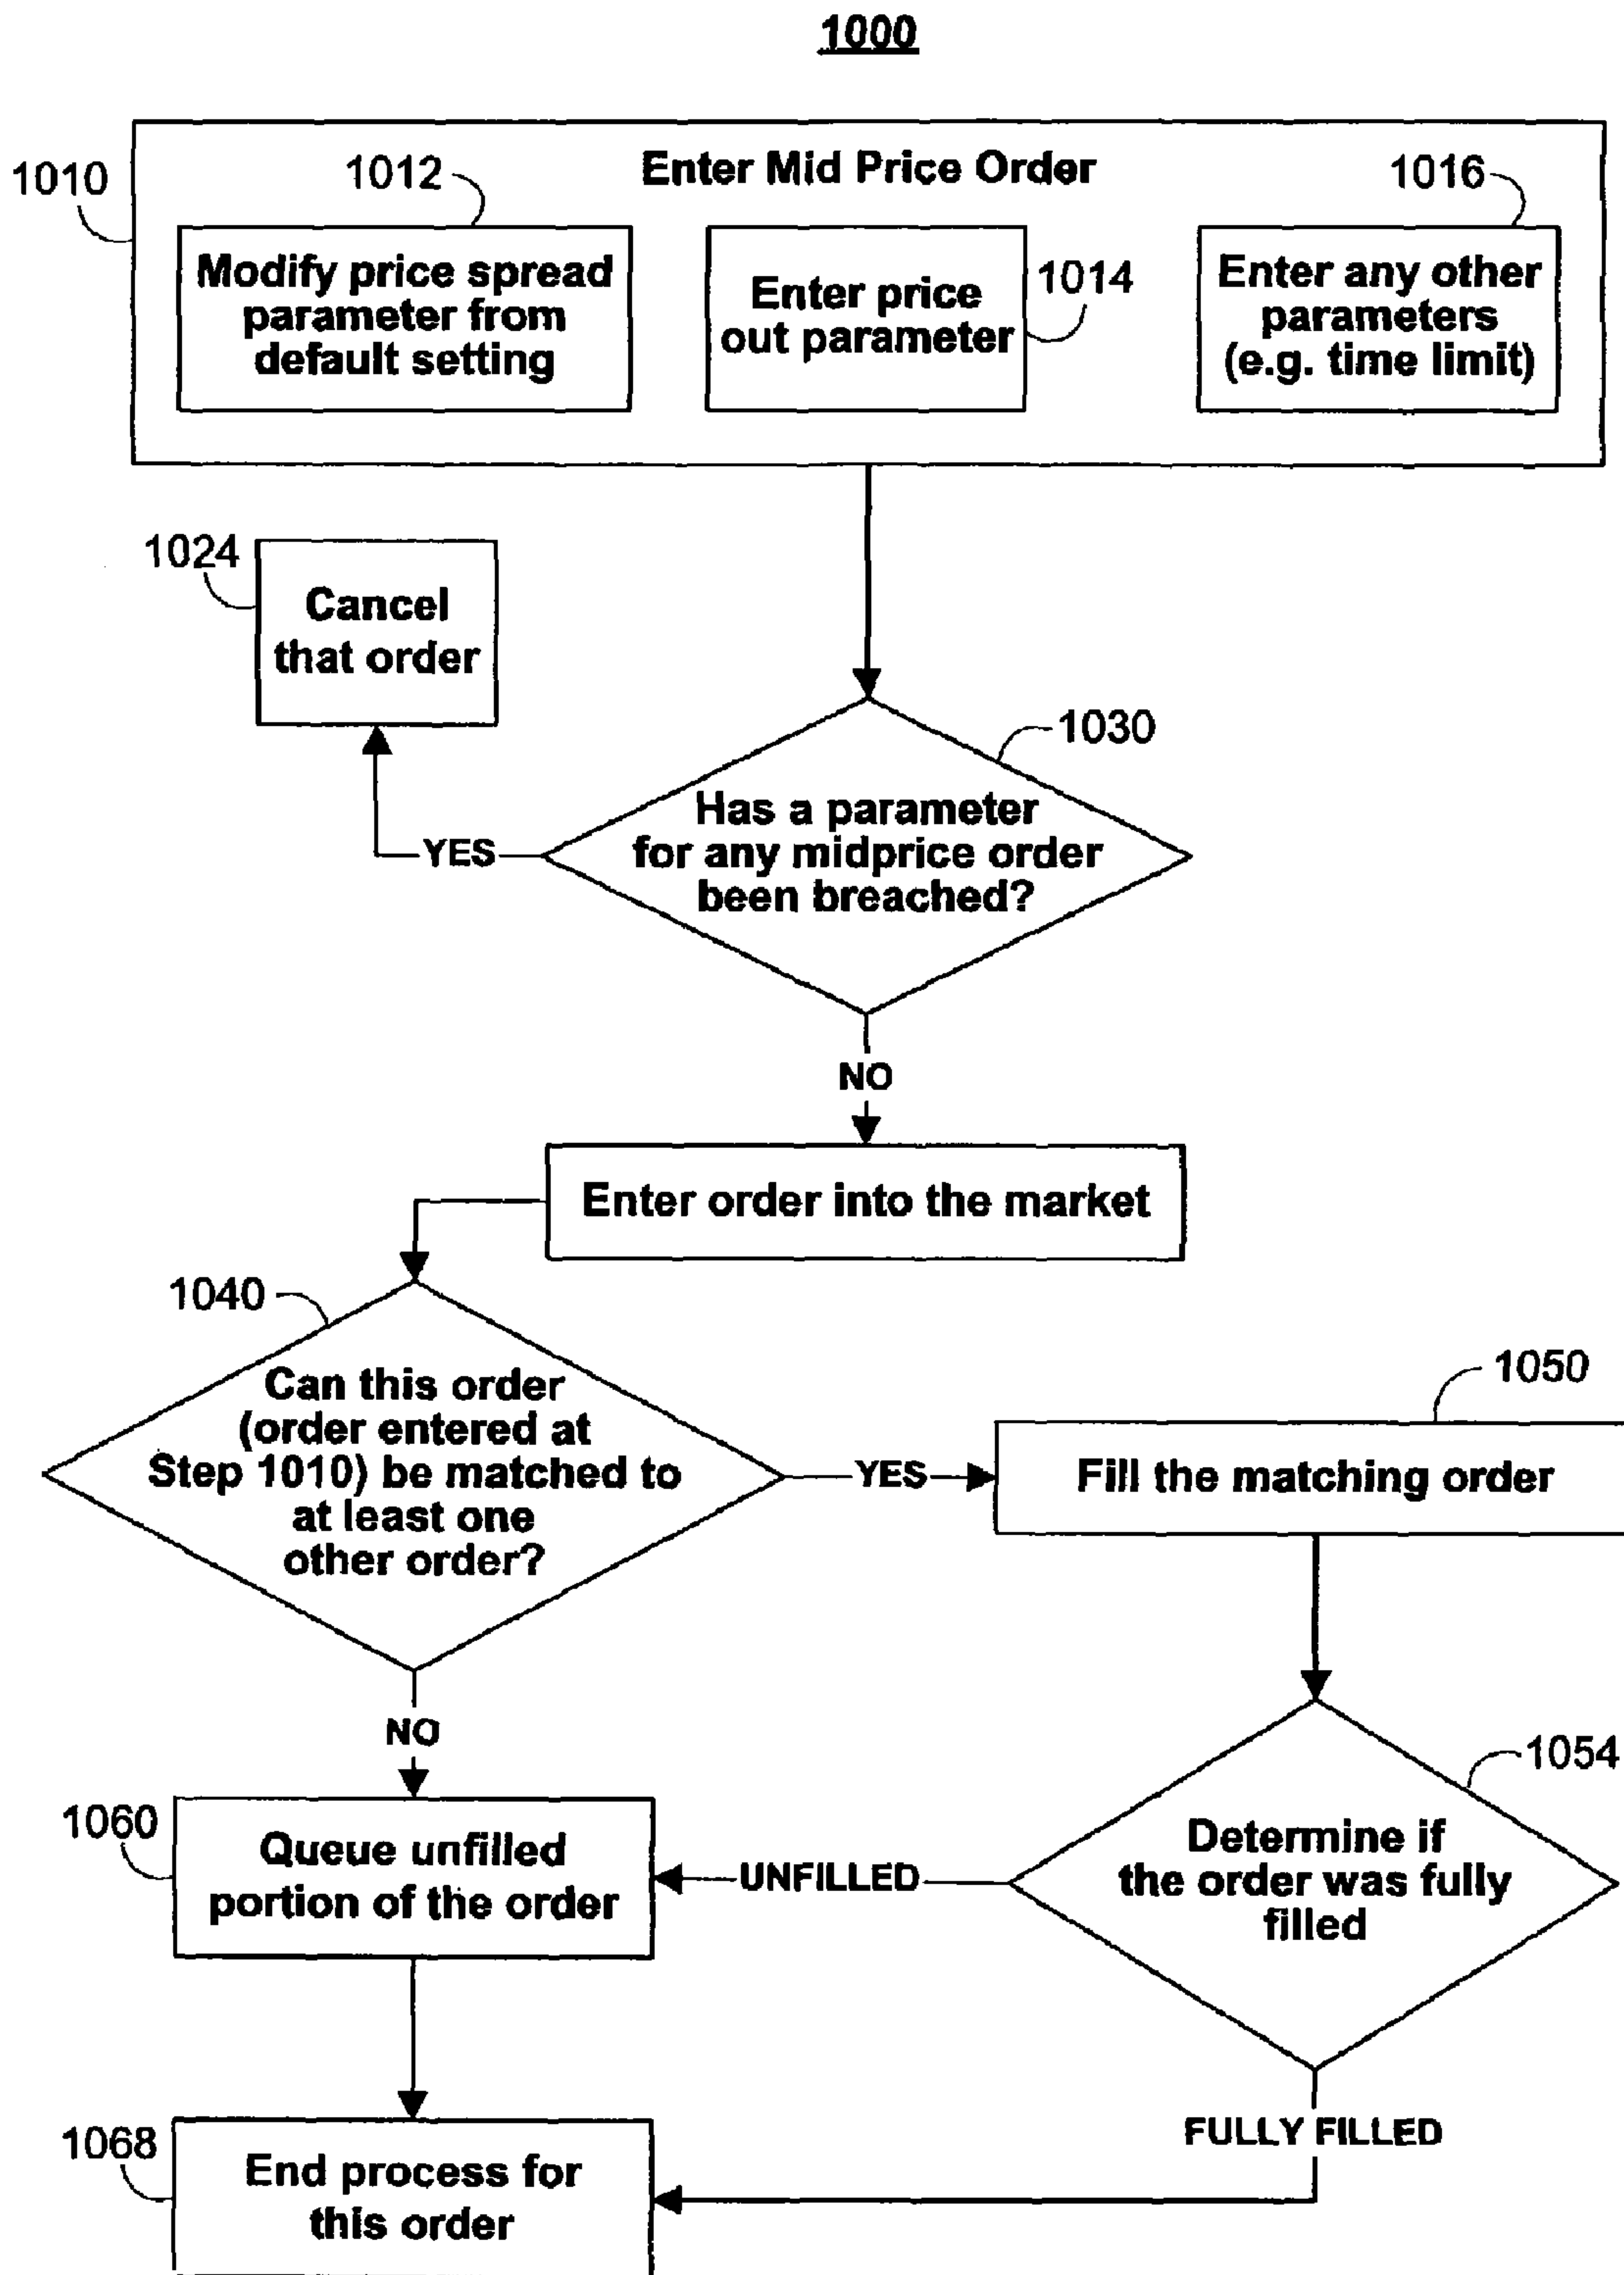 1000
1010
Enter Mid Price Order
1012
Modify price spread
parameter from
default setting
Enter price
out parameter
1014
1016
Enter any other
parameters
(e.g. time limit)
1024
Cancel
that order
1030
Has a parameter
for any midprice order
been breached?
YES
NO
Enter order into the market
1040
Can this order
(order entered at
Step 1010) be matched to
at least one
other order?
YES
1050
Fill the matching order
NO
1054
Determine if
the order was fully
filled
UNFILLED
1060
Queue unfilled
portion of the order
FULLY FILLED
1068
End process for
this order